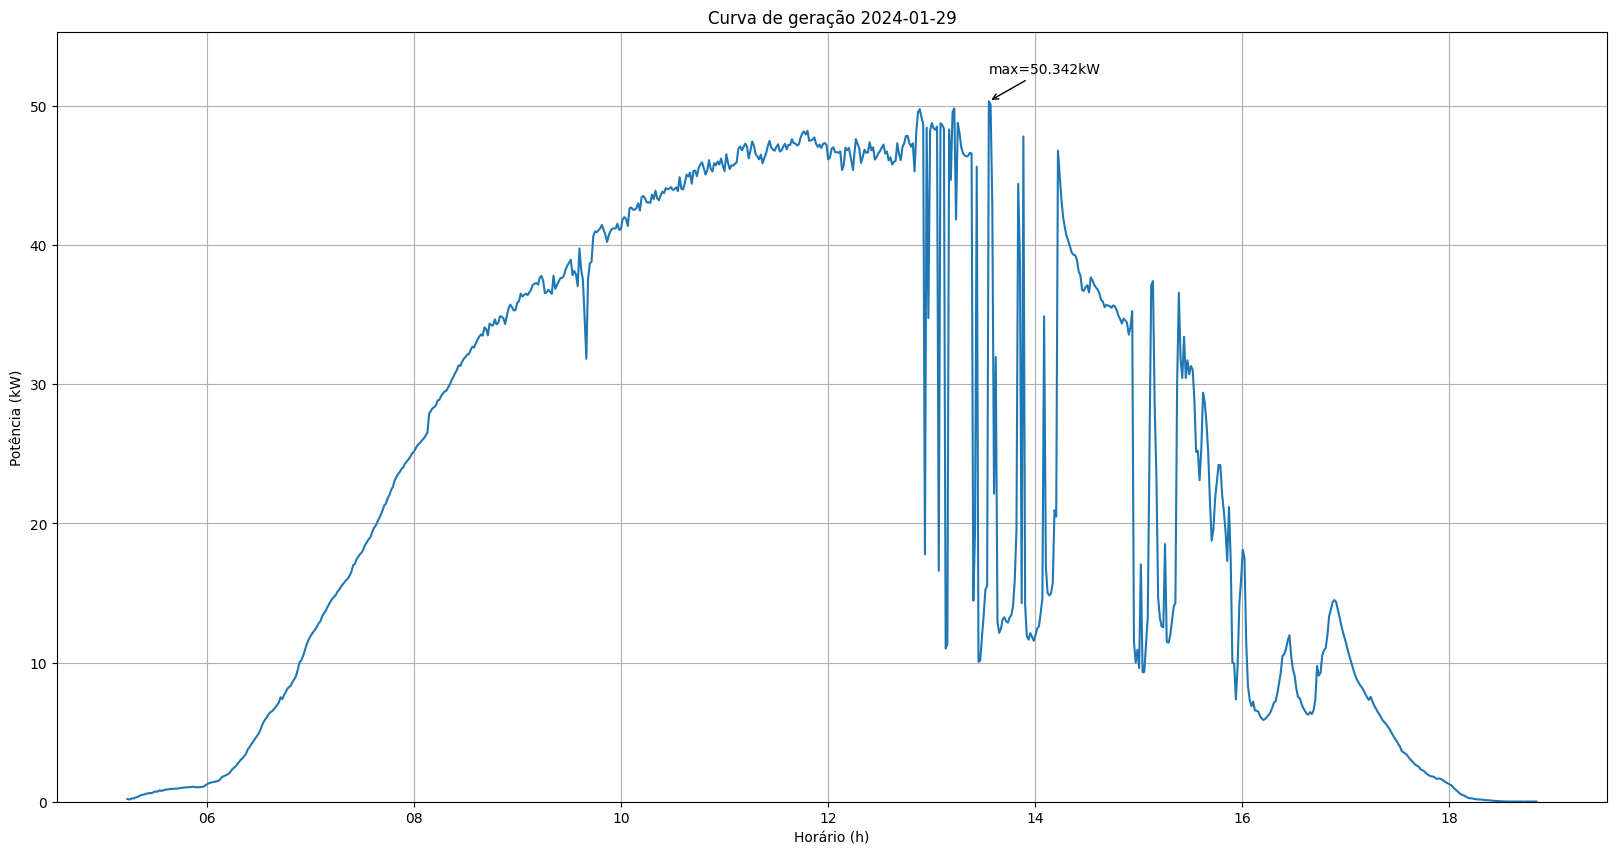 Curva de geração 2024-01-29
max=50.342kW
Potência (kW)
50
40
30
20
10
0
06 08 10 12 14 16 18
Horário (h)